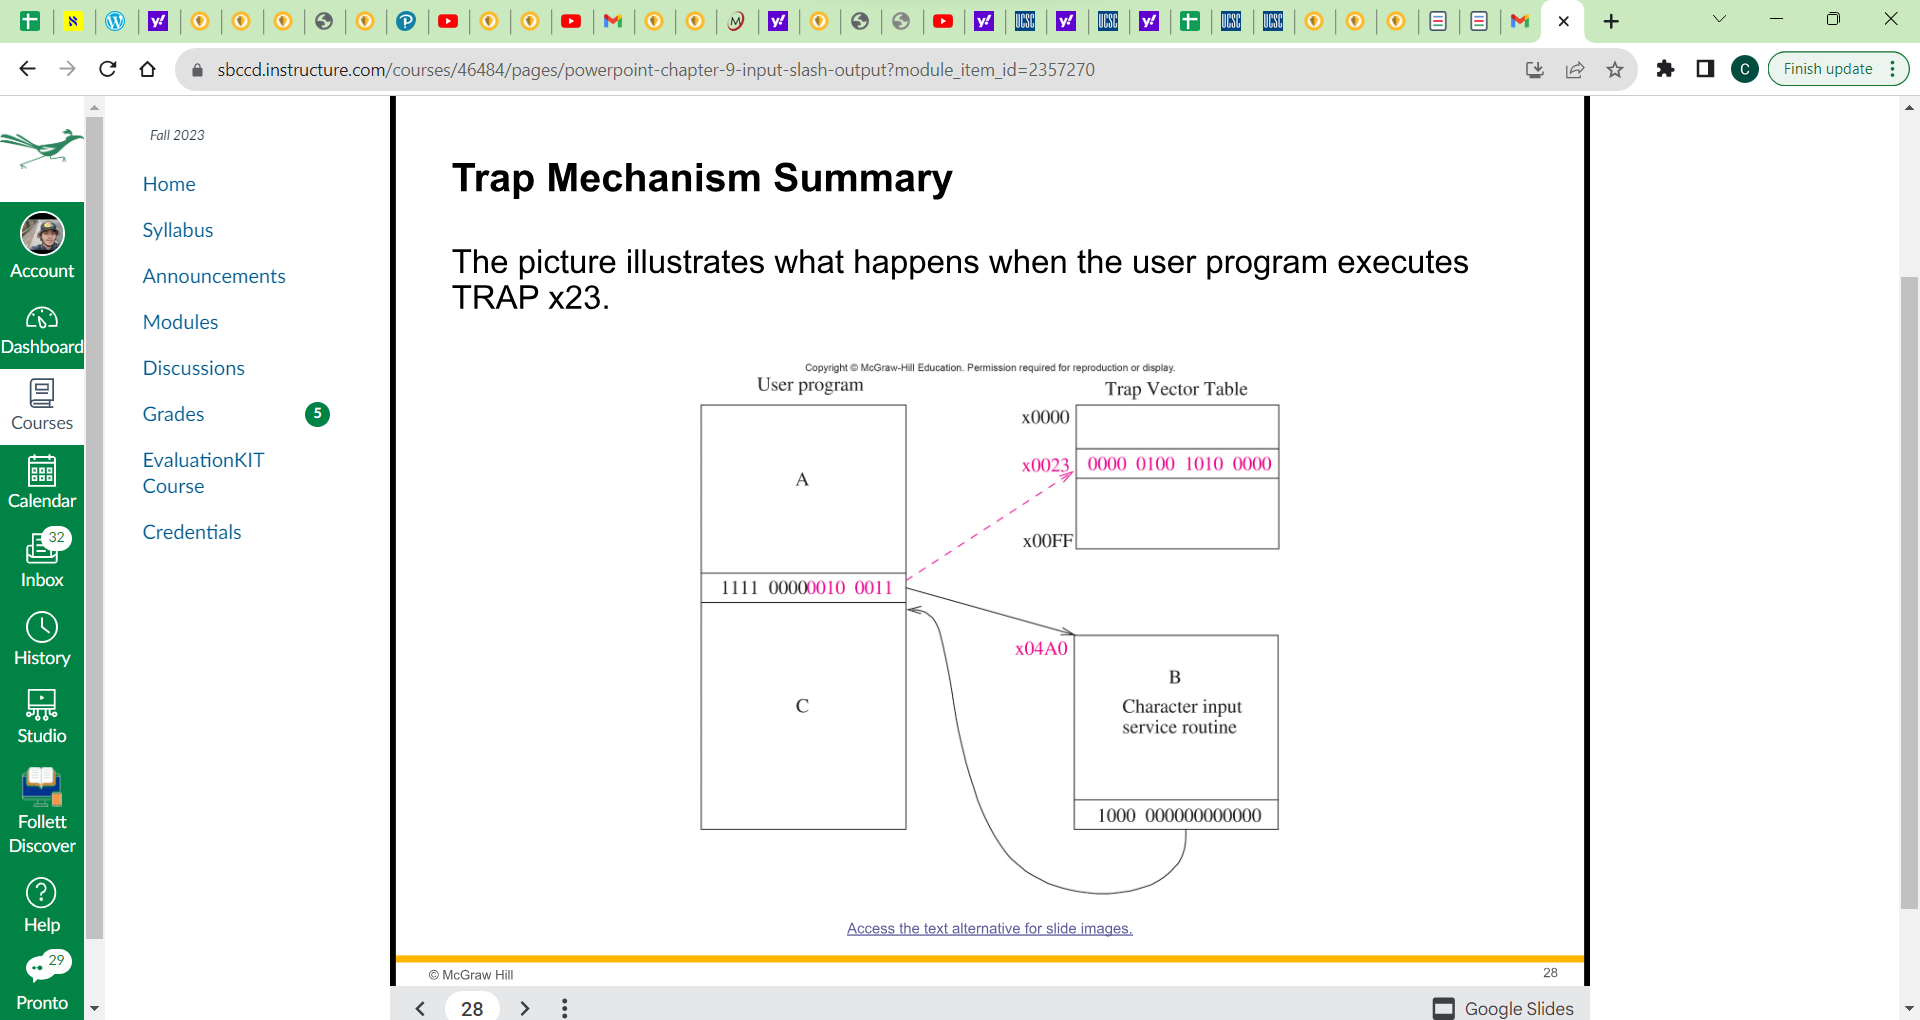 sbccd.instructure.com/courses/46484/pages/powerpoint-chapter-9-input-slash-output?module_item_id=2357270
C
Finish update
Account
Dashboard
Courses
Calendar
32
Inbox
History
Studio
Follett
Discover
Help
29
Pronto
Fall 2023
Home
Syllabus
Announcements
Modules
Discussions
Grades
5
EvaluationKIT
Course
Credentials
Trap Mechanism Summary
The picture illustrates what happens when the user program executes
TRAP x23.
Copyright © McGraw-Hill Education. Permission required for reproduction or display.
User program
Trap Vector Table
x0000
x0023
0000 0100 1010 0000
A
x00FF
1111 00000010 0011
x04A0
B
C
Character input
service routine
1000 000000000000
Access the text alternative for slide images.
© McGraw Hill
28
28
Google Slides